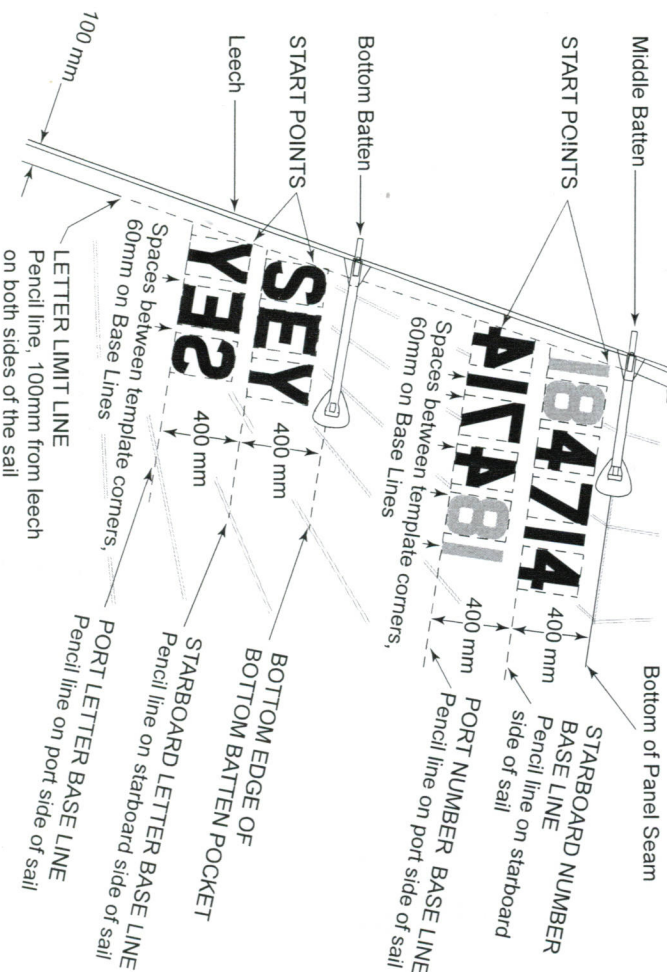 Middle Batten
START POINTS
Bottom Batten
START POINTS
Leech
100 mm
184714
417481
Spaces between template corners,
60mm on Base Lines
SEY
SEY
Spaces between template corners,
60mm on Base Lines
LETTER LIMIT LINE
Pencil line, 100mm from leech
on both sides of the sail
400 mm
400 mm
400 mm
400 mm
Bottom of Panel Seam
STARBOARD NUMBER
BASE LINE
Pencil line on starboard
side of sail
PORT NUMBER BASE LINE
Pencil line on port side of sail
BOTTOM EDGE OF
BOTTOM BATTEN POCKET
STARBOARD LETTER BASE LINE
Pencil line on starboard side of sail
PORT LETTER BASE LINE
Pencil line on port side of sail